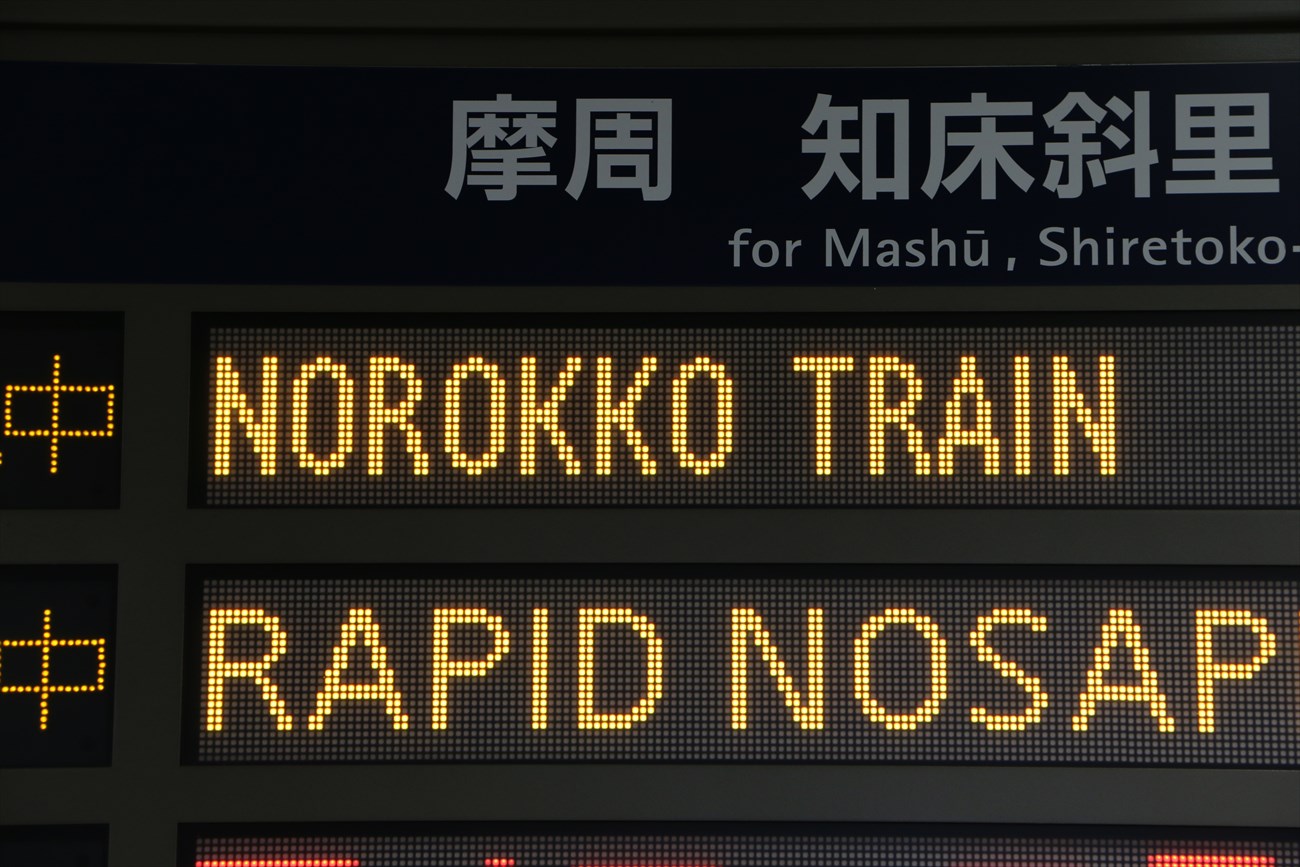 摩周 知床斜里
for Mashū , Shiretoko-
中 NOROKKO TRAIN
中 RAPID NOSAP